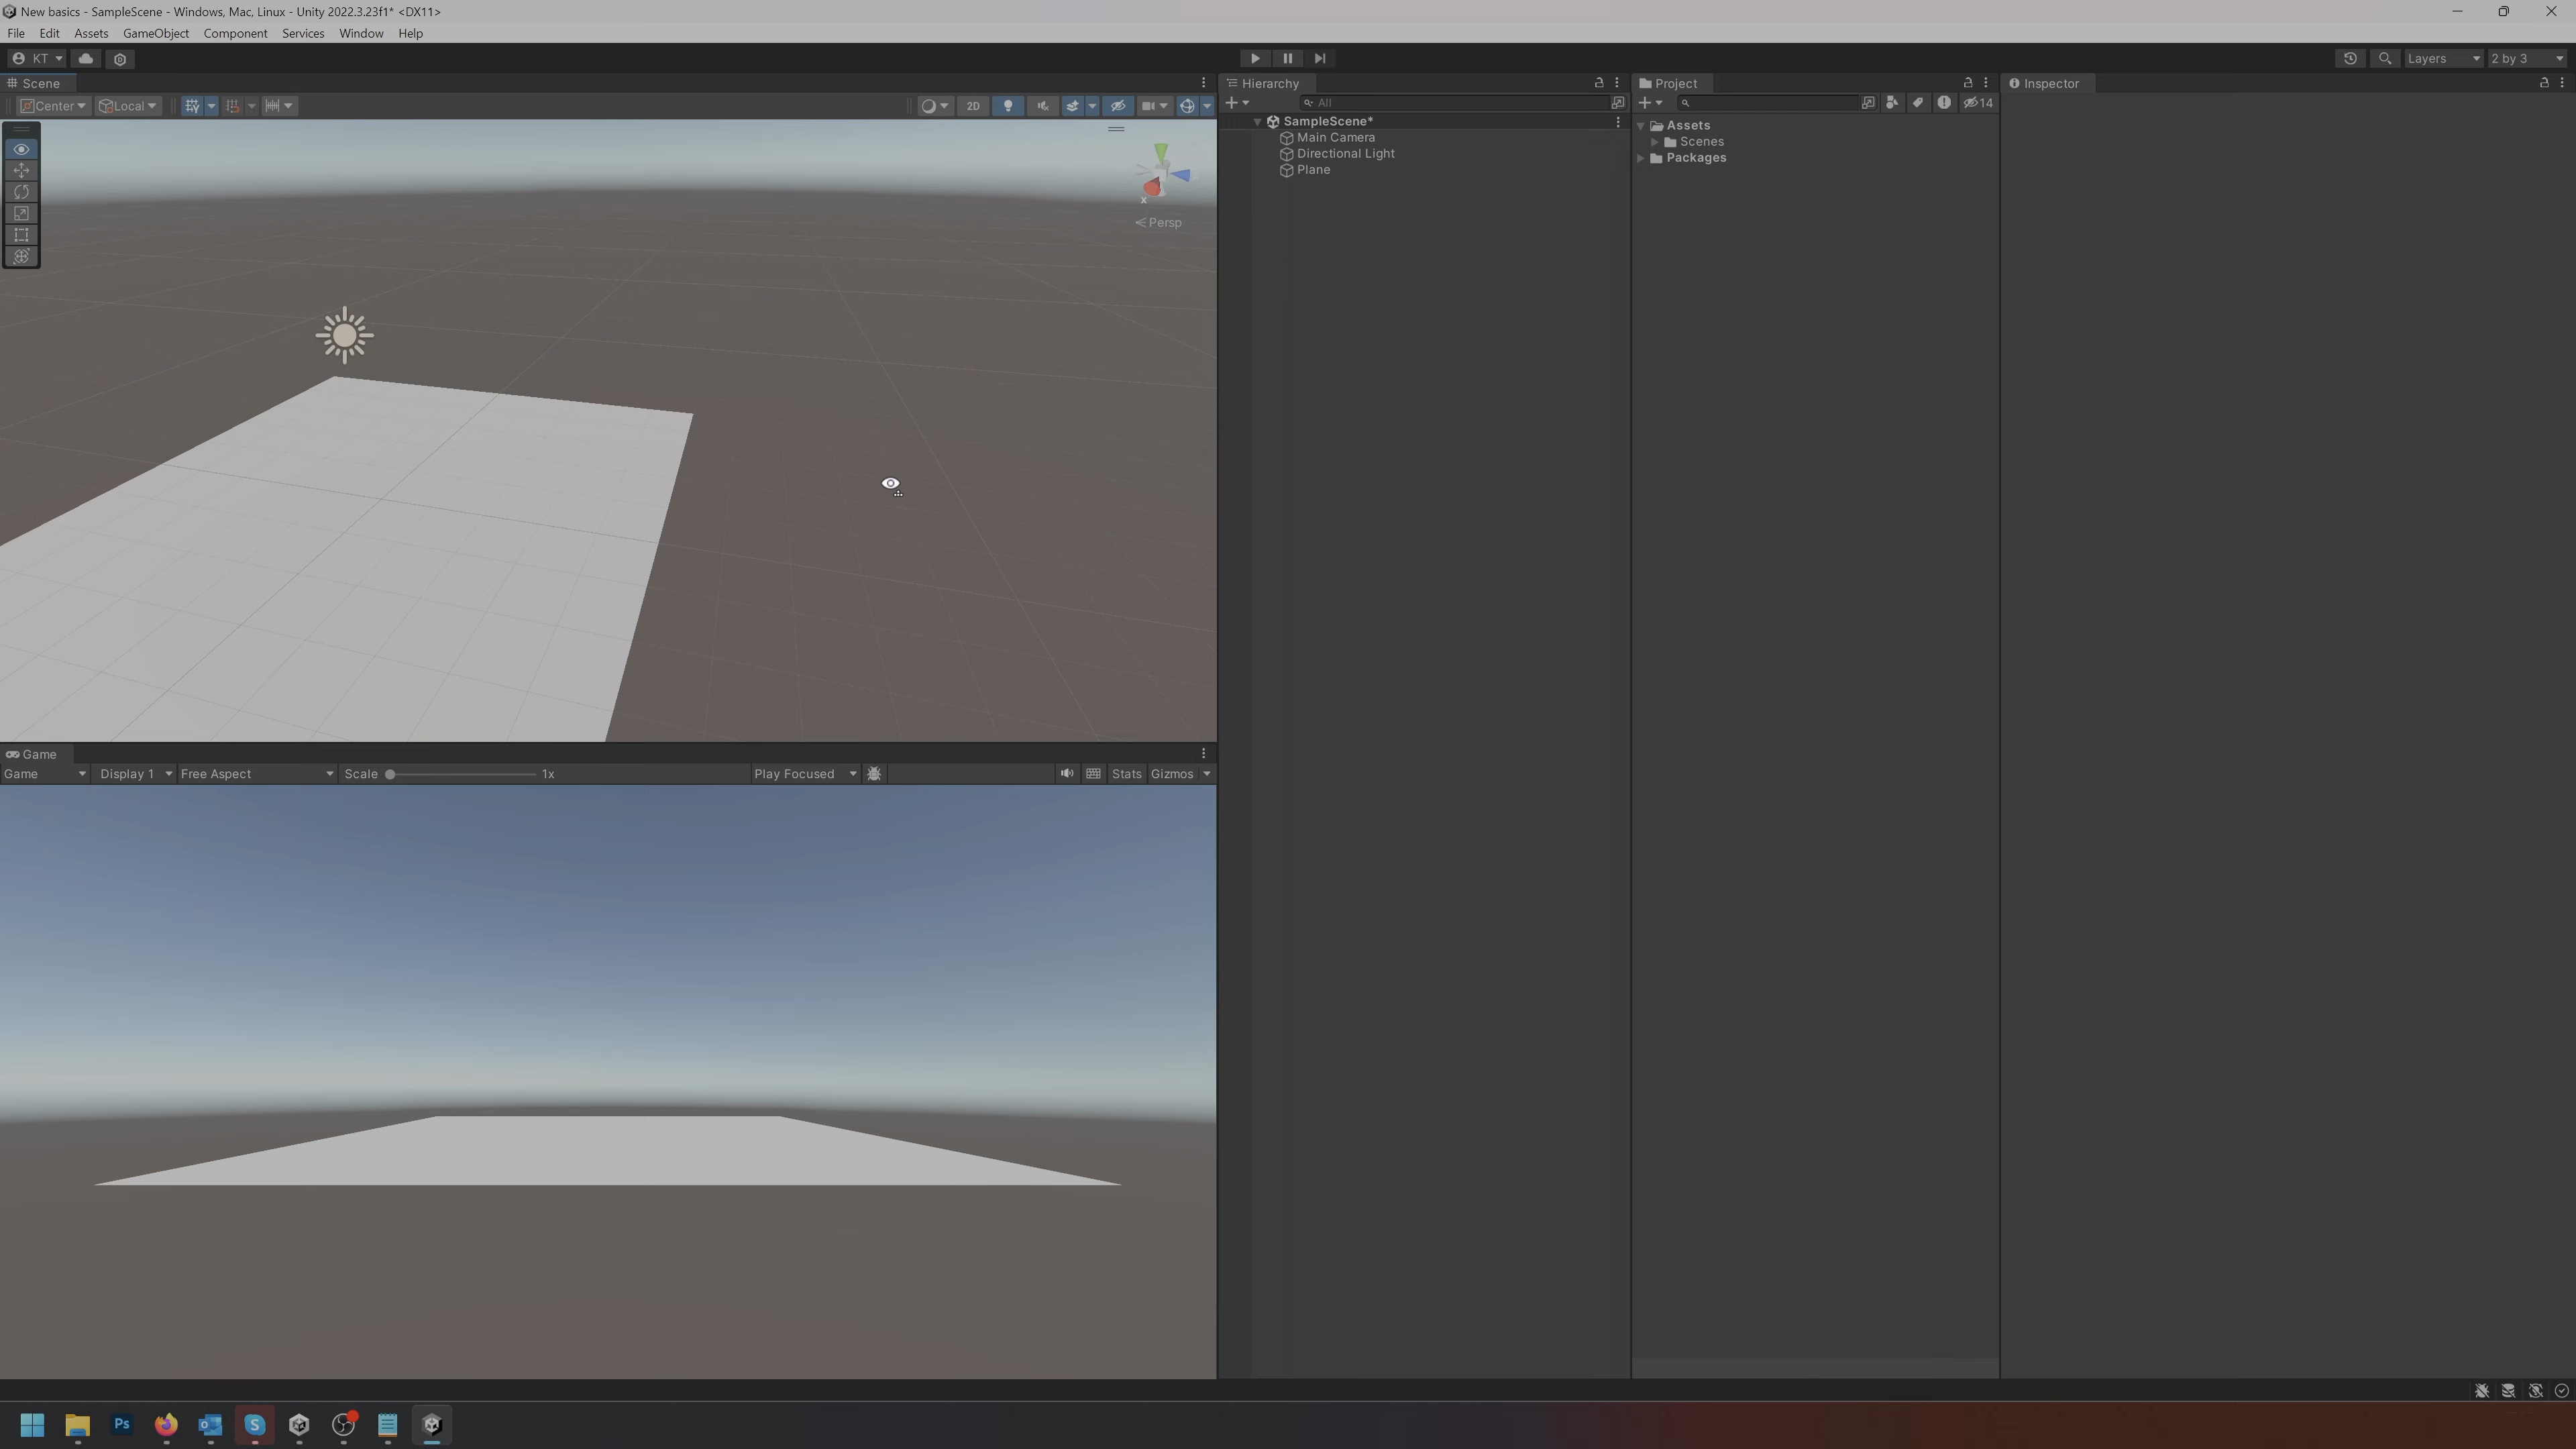 New basics - SampleScene - Windows, Mac, Linux - Unity 2022.3.23f1* <DX11>
File Edit Assets GameObject Component Services Window Help
KT
Layers
2 by 3
Scene
Center
Local
2D
x
Persp
Hierarchy
All
SampleScene*
Main Camera
Directional Light
Plane
Project
14
Assets
Scenes
Packages
Inspector
Game
Game Display 1 Free Aspect Scale 1x Play Focused Stats Gizmos
Ps